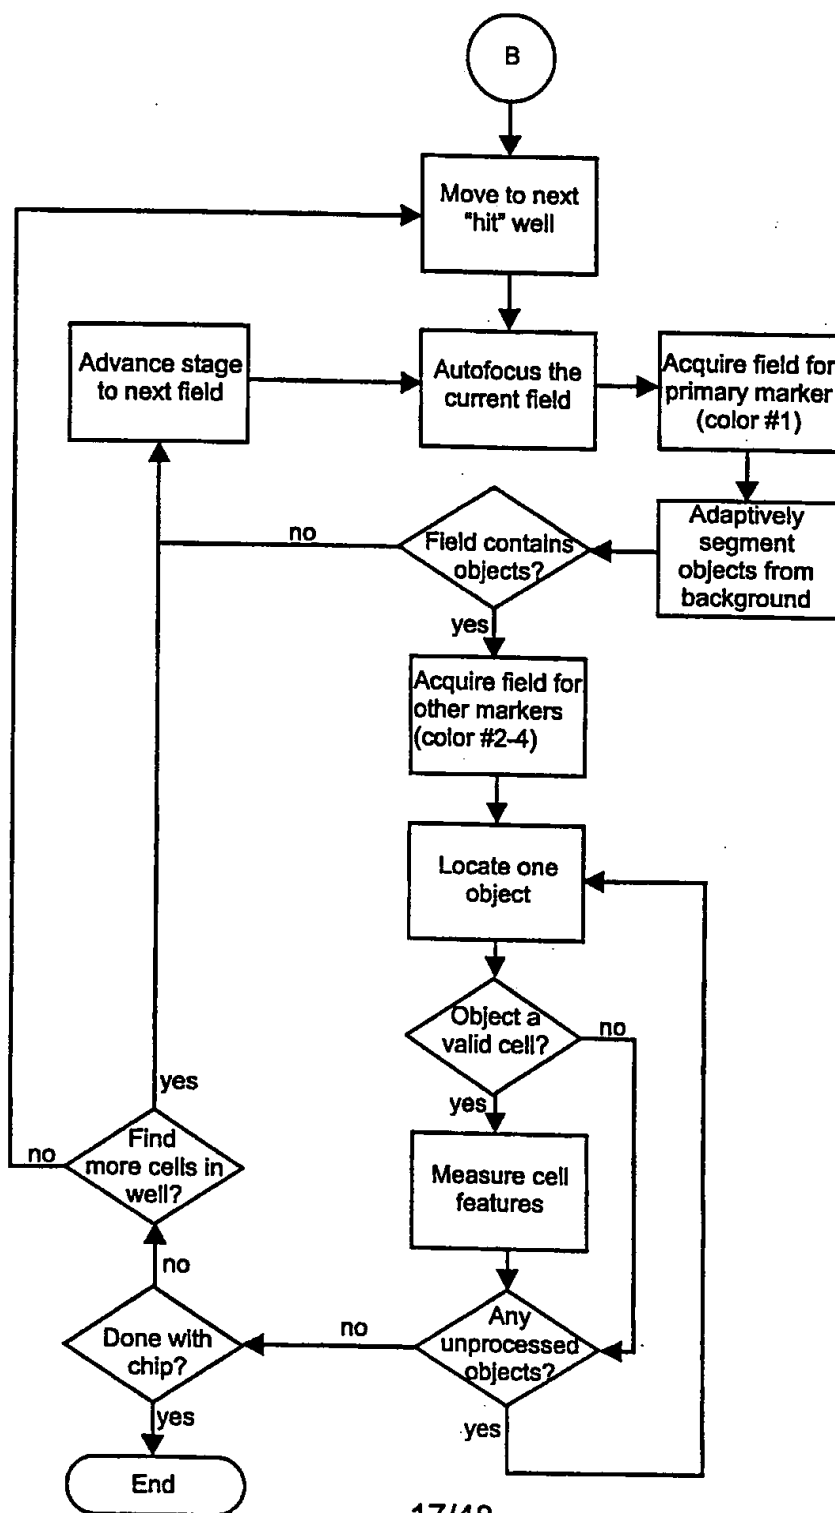 B
Move to next
"hit" well
Advance stage
to next field
Autofocus the
current field
Acquire field for
primary marker
(color #1)
Adaptively
segment
objects from
background
Field contains
objects?
no
yes
Acquire field for
other markers
(color #2-4)
Locate one
object
Object a
valid cell?
no
yes
Measure cell
features
Any
unprocessed
objects?
no
yes
Done with
chip?
no
yes
Find
more cells in
well?
yes
no
End
17/48